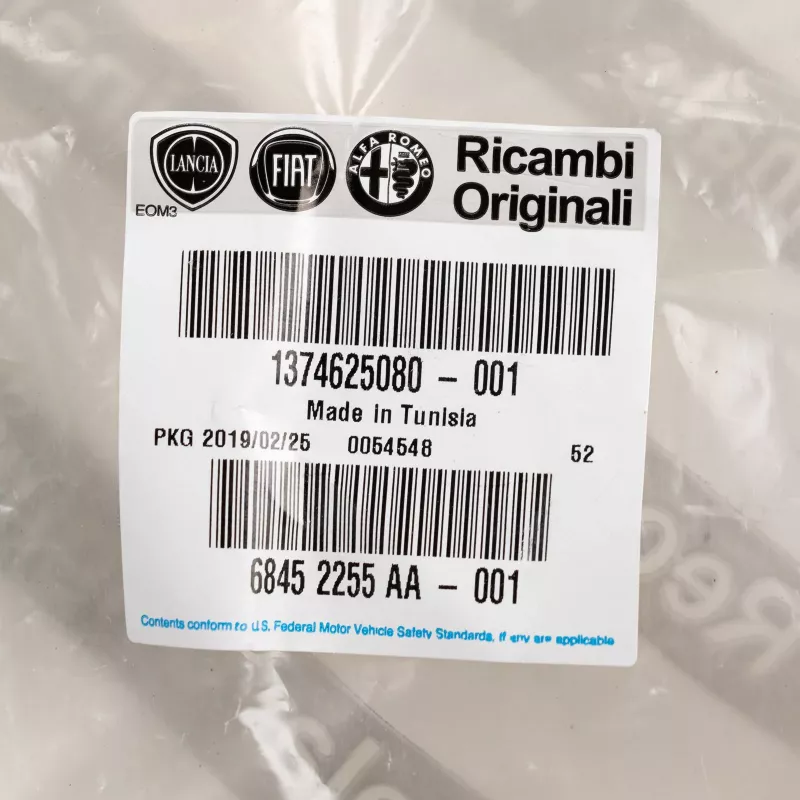 LANCIA
FIAT
ALFA ROMEO
Ricambi
Originali
EOM3
1374625080 - 001
Made in Tunisia
PKG 2019/02/25 0054548 52
6845 2255 AA - 001
Contents conform to U.S. Federal Motor Vehicle Safety Standards, if any are applicable